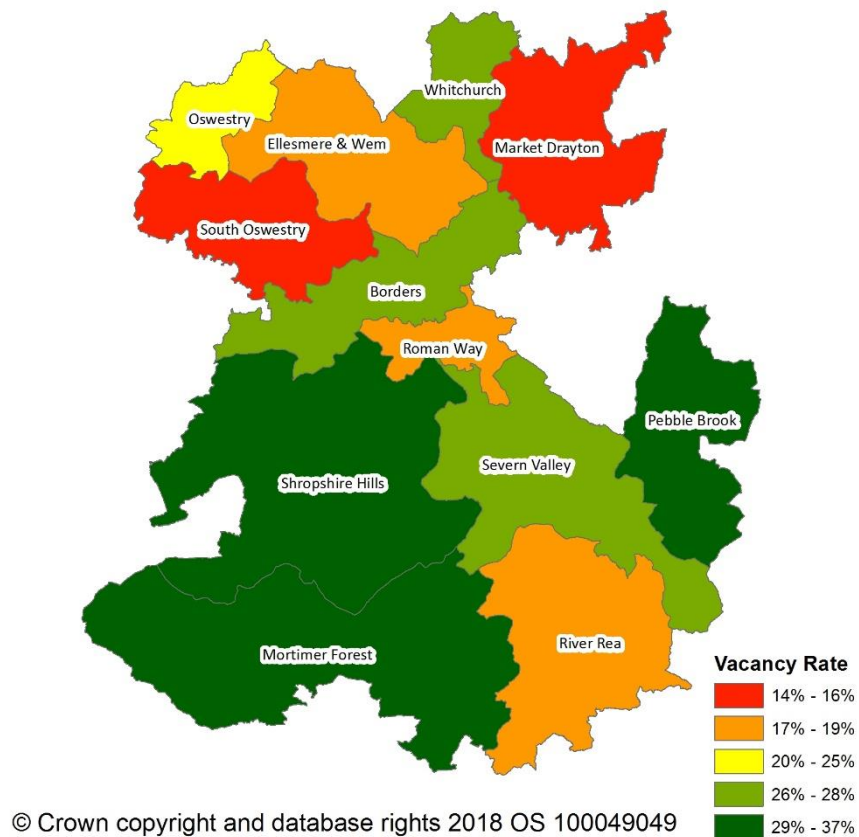 Whitchurch
Oswestry
Ellesmere & Wem
Market Drayton
South Oswestry
Borders
Roman Way
Pebble Brook
Severn Valley
Shropshire Hills
River Rea
Mortimer Forest
Vacancy Rate
14% - 16%
17% - 19%
20% - 25%
26% - 28%
29% - 37%
© Crown copyright and database rights 2018 OS 100049049